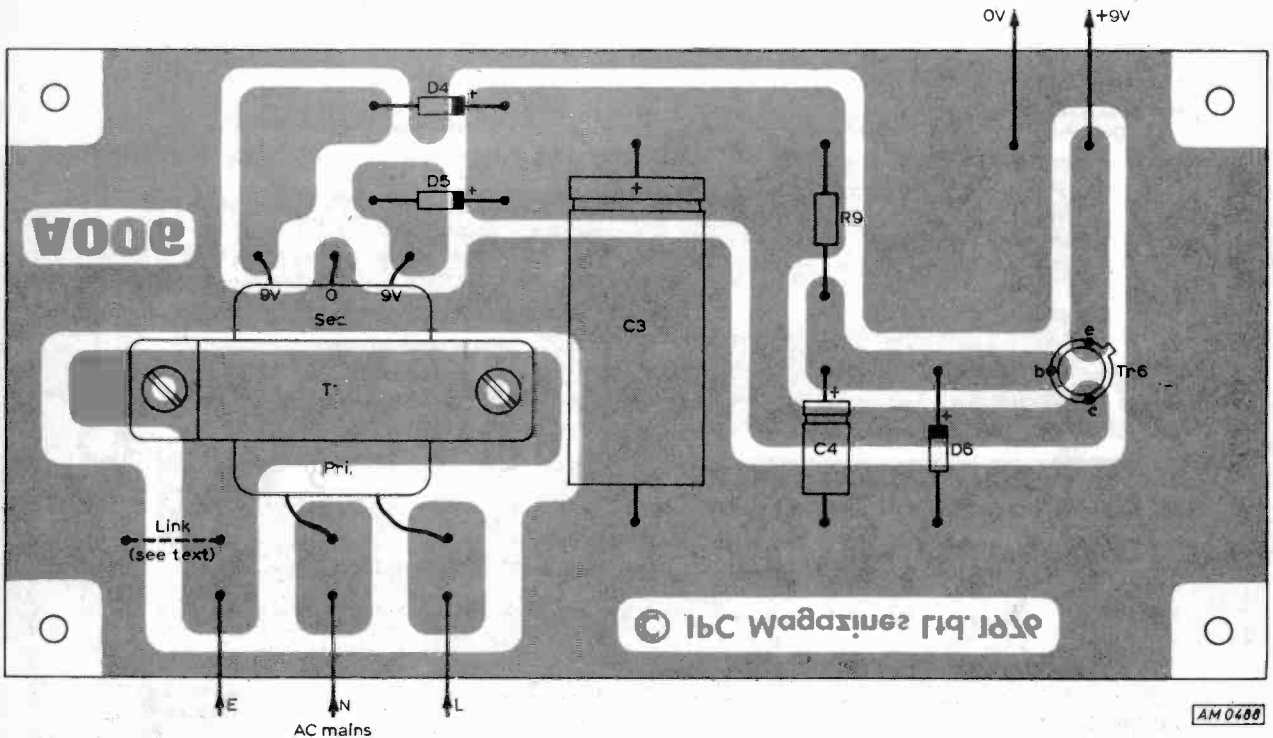 0V +9V
D4
+
D5
+
+
A006
R9
9V 0 9V
Sec.
C3
e
b Tr6
c
T1
+
+
C4
D6
Pri.
Link
(see text)
© IPC Magazines Ltd. 1976
E N L
AC mains
AM 0488